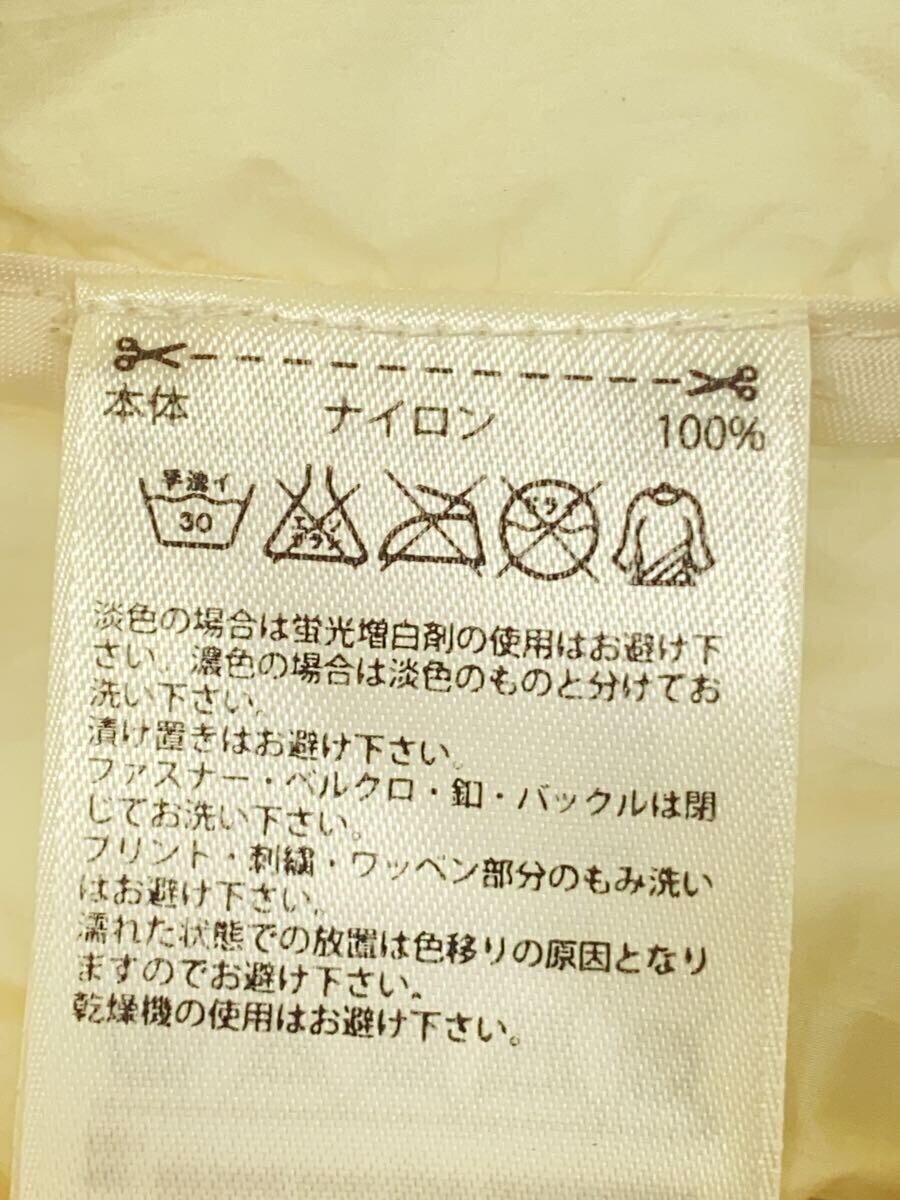 本体 ナイロン 100%
手洗イ
30
エンソサラシ
ドライ
淡色の場合は蛍光増白剤の使用はお避け下
さい。濃色の場合は淡色のものと分けてお
洗い下さい。
漬け置きはお避け下さい。
ファスナー・ベルクロ・釦・バックルは閉
じてお洗い下さい。
プリント・刺繍・ワッペン部分のもみ洗い
はお避け下さい。
濡れた状態での放置は色移りの原因となり
ますのでお避け下さい。
乾燥機の使用はお避け下さい。